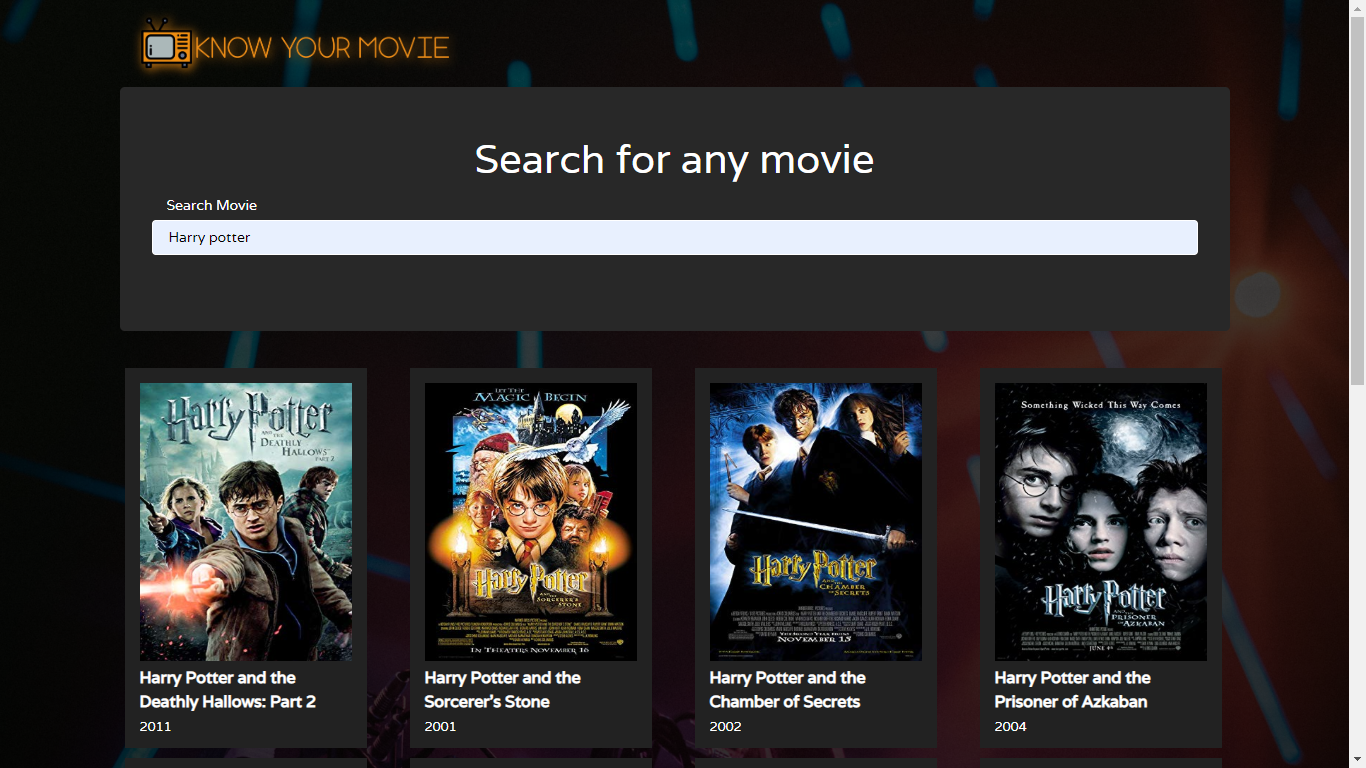 KNOW YOUR MOVIE
Search for any movie
Search Movie
Harry potter
Harry Potter
AND THE
DEATHLY
HALLOWS
PART 2
LET THE
MAGIC BEGIN
Harry Potter
AND THE
SORCERER'S
STONE
IN THEATERS NOVEMBER 16
Harry Potter
AND THE
CHAMBER
OF SECRETS
NOVEMBER 15
Something Wicked This Way Comes
Harry Potter
AND THE
PRISONER
OF AZKABAN
JUNE 4
Harry Potter and the
Deathly Hallows: Part 2
2011
Harry Potter and the
Sorcerer's Stone
2001
Harry Potter and the
Chamber of Secrets
2002
Harry Potter and the
Prisoner of Azkaban
2004